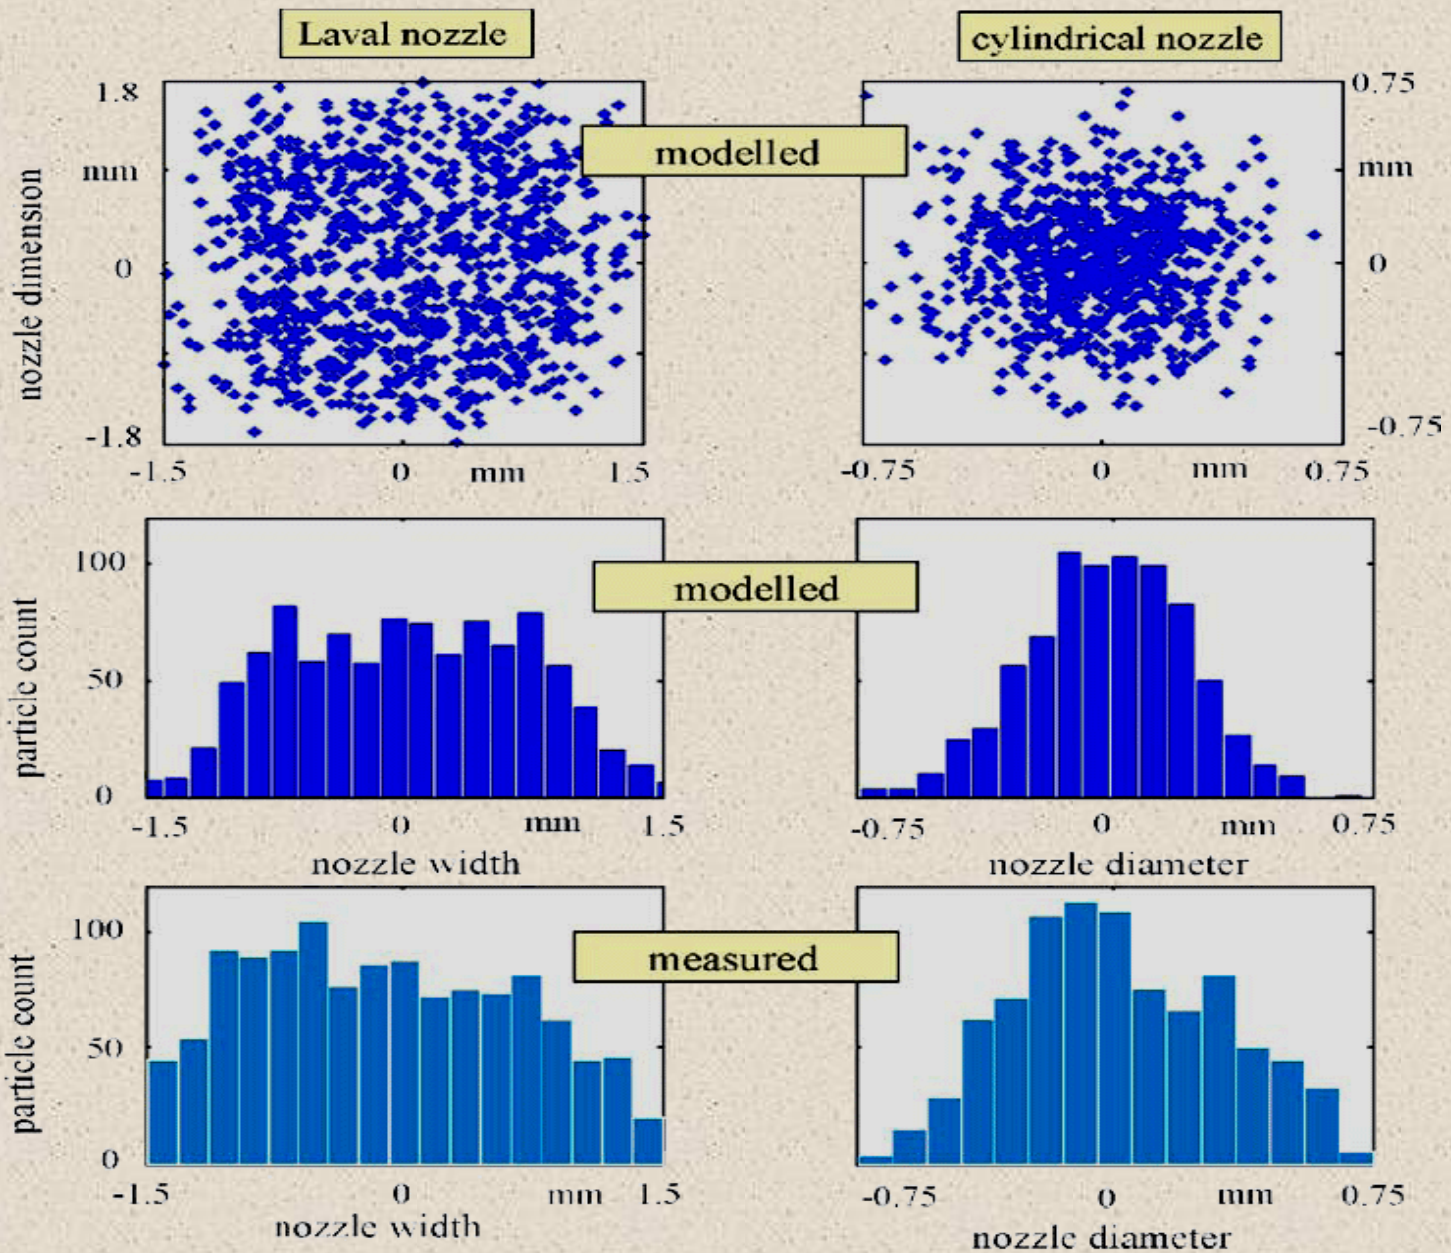 Laval nozzle
cylindrical nozzle
modelled
1.8
mm
0
-1.8
nozzle dimension
-1.5 0 mm 1.5
0.75
mm
0
-0.75
-0.75 0 mm 0.75
modelled
100
50
0
particle count
-1.5 0 mm 1.5
nozzle width
-0.75 0 mm 0.75
nozzle diameter
measured
100
50
0
particle count
-1.5 0 mm 1.5
nozzle width
-0.75 0 mm 0.75
nozzle diameter